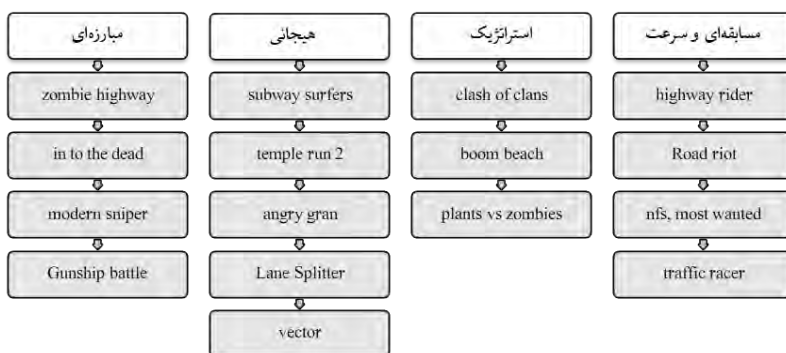 مبارزه‌ای
zombie highway
in to the dead
modern sniper
Gunship battle
هیجانی
subway surfers
temple run 2
angry gran
Lane Splitter
vector
استراتژیک
clash of clans
boom beach
plants vs zombies
مسابقه‌ای و سرعت
highway rider
Road riot
nfs, most wanted
traffic racer